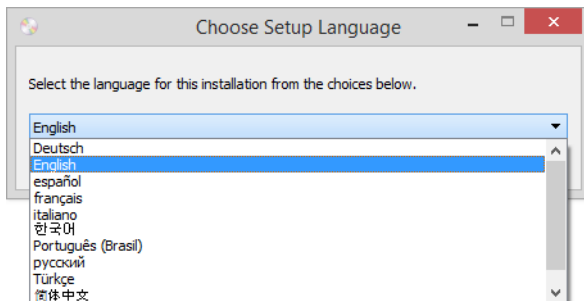 Choose Setup Language
Select the language for this installation from the choices below.
English
Deutsch
English
español
français
italiano
한국어
Português (Brasil)
русский
Türkçe
简体中文